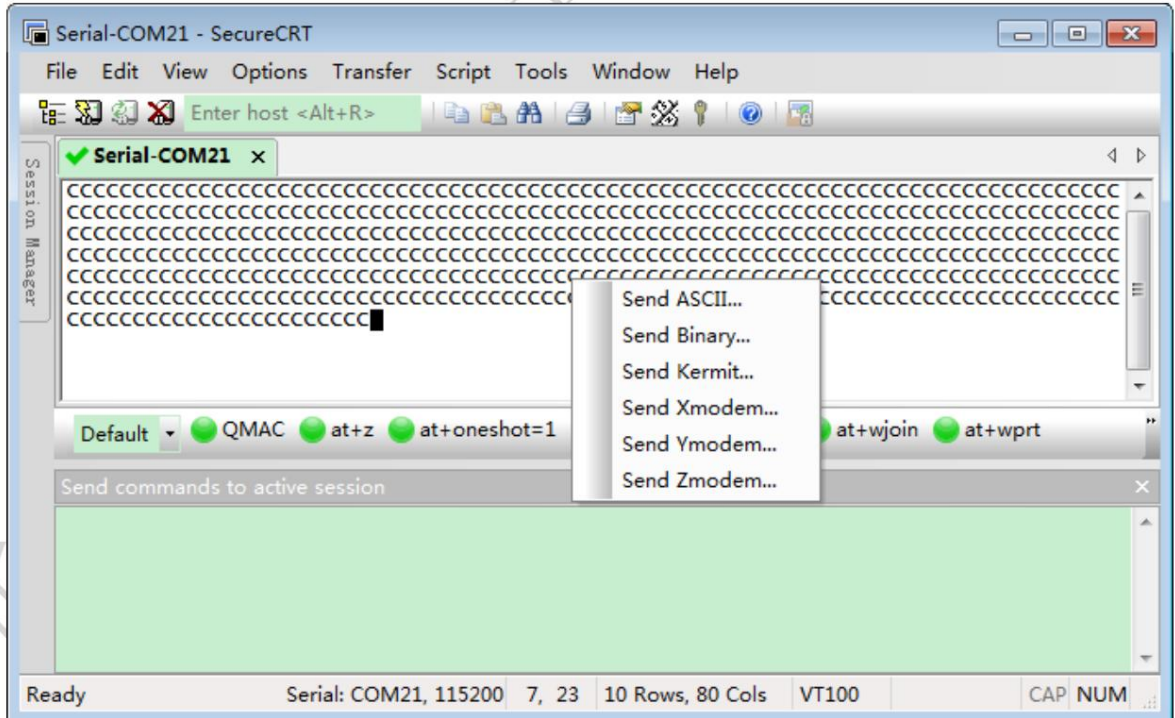 Serial-COM21 - SecureCRT
File Edit View Options Transfer Script Tools Window Help
Enter host <Alt+R>
Session Manager
Serial-COM21 x
CCCCCCCCCCCCCCCCCCCCCCCCCCCCCCCCCCCCCCCCCCCCCCCCCCCCCCCCCCCCCCCCCCCCCCCCCCCCCCCC
CCCCCCCCCCCCCCCCCCCCCCCCCCCCCCCCCCCCCCCCCCCCCCCCCCCCCCCCCCCCCCCCCCCCCCCCCCCCCCCC
CCCCCCCCCCCCCCCCCCCCCCCCCCCCCCCCCCCCCCCCCCCCCCCCCCCCCCCCCCCCCCCCCCCCCCCCCCCCCCCC
CCCCCCCCCCCCCCCCCCCCCCCCCCCCCCCCCCCCCCCCCCCCCCCCCCCCCCCCCCCCCCCCCCCCCCCCCCCCCCCC
CCCCCCCCCCCCCCCCCCCCCCCCCCCCCCCCCCCCCCCCCCCCCCCCCCCCCCCCCCCCCCCCCCCCCCCCCCCCCCCC
CCCCCCCCCCCCCCCCCCCCCCCCCCCCCCCCCCCCCC CCCCCCCCCCCCCCCCCCCCCCC
CCCCCCCCCCCCCCCCCCCCCCC
Send ASCII...
Send Binary...
Send Kermit...
Send Xmodem...
Send Ymodem...
Send Zmodem...
Default QMAC at+z at+oneshot=1 at+wjoin at+wprt
Send commands to active session
Ready Serial: COM21, 115200 7, 23 10 Rows, 80 Cols VT100 CAP NUM